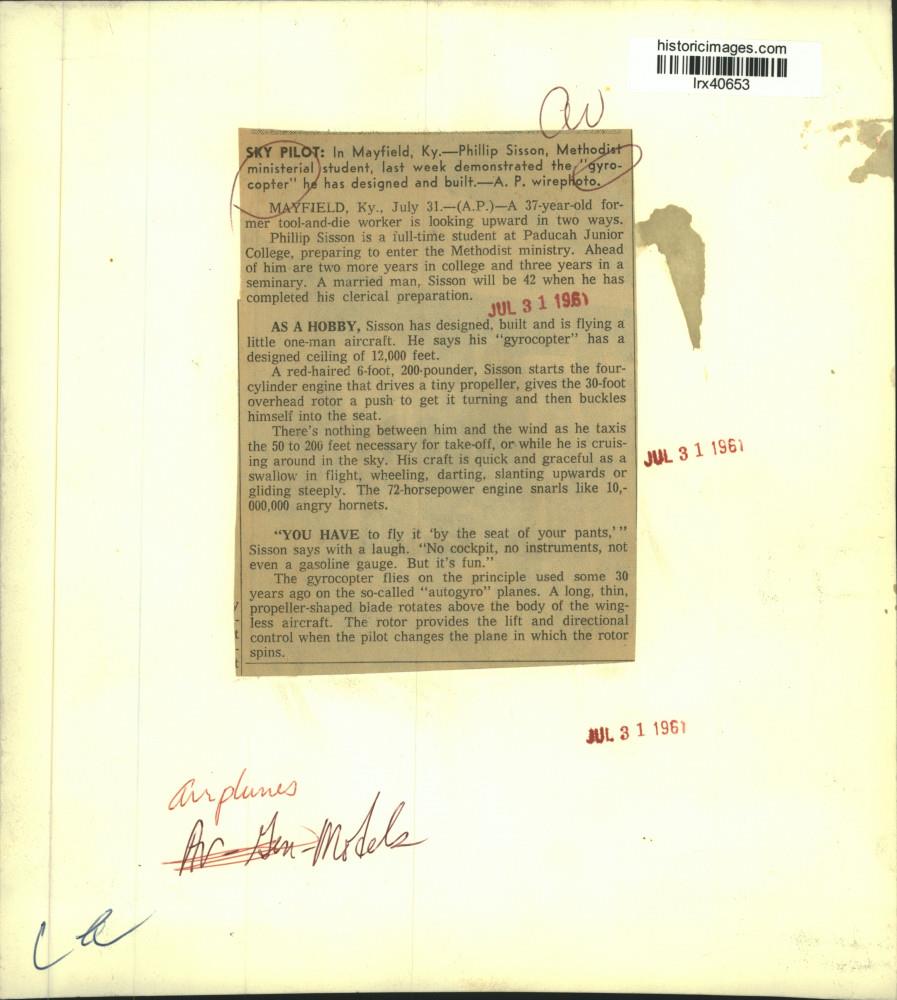 historicimages.com
lrx40653
av
SKY PILOT: In Mayfield, Ky.—Phillip Sisson, Methodist
ministerial student, last week demonstrated the "gyro-
copter" he has designed and built.—A. P. wirephoto.
MAYFIELD, Ky., July 31.—(A.P.)—A 37-year-old for-
mer tool-and-die worker is looking upward in two ways.
Phillip Sisson is a full-time student at Paducah Junior
College, preparing to enter the Methodist ministry. Ahead
of him are two more years in college and three years in a
seminary. A married man, Sisson will be 42 when he has
completed his clerical preparation.
JUL 31 1961
AS A HOBBY, Sisson has designed, built and is flying a
little one-man aircraft. He says his "gyrocopter" has a
designed ceiling of 12,000 feet.
A red-haired 6-foot, 200-pounder, Sisson starts the four-
cylinder engine that drives a tiny propeller, gives the 30-foot
overhead rotor a push to get it turning and then buckles
himself into the seat.
There's nothing between him and the wind as he taxis
the 50 to 200 feet necessary for take-off, or while he is cruis-
ing around in the sky. His craft is quick and graceful as a
swallow in flight, wheeling, darting, slanting upwards or
gliding steeply. The 72-horsepower engine snarls like 10,-
000,000 angry hornets.
JUL 31 1961
"YOU HAVE to fly it 'by the seat of your pants,'"
Sisson says with a laugh. "No cockpit, no instruments, not
even a gasoline gauge. But it's fun."
The gyrocopter flies on the principle used some 30
years ago on the so-called "autogyro" planes. A long, thin,
propeller-shaped blade rotates above the body of the wing-
less aircraft. The rotor provides the lift and directional
control when the pilot changes the plane in which the rotor
spins.
JUL 31 1961
airplanes
Av-Gen-Models